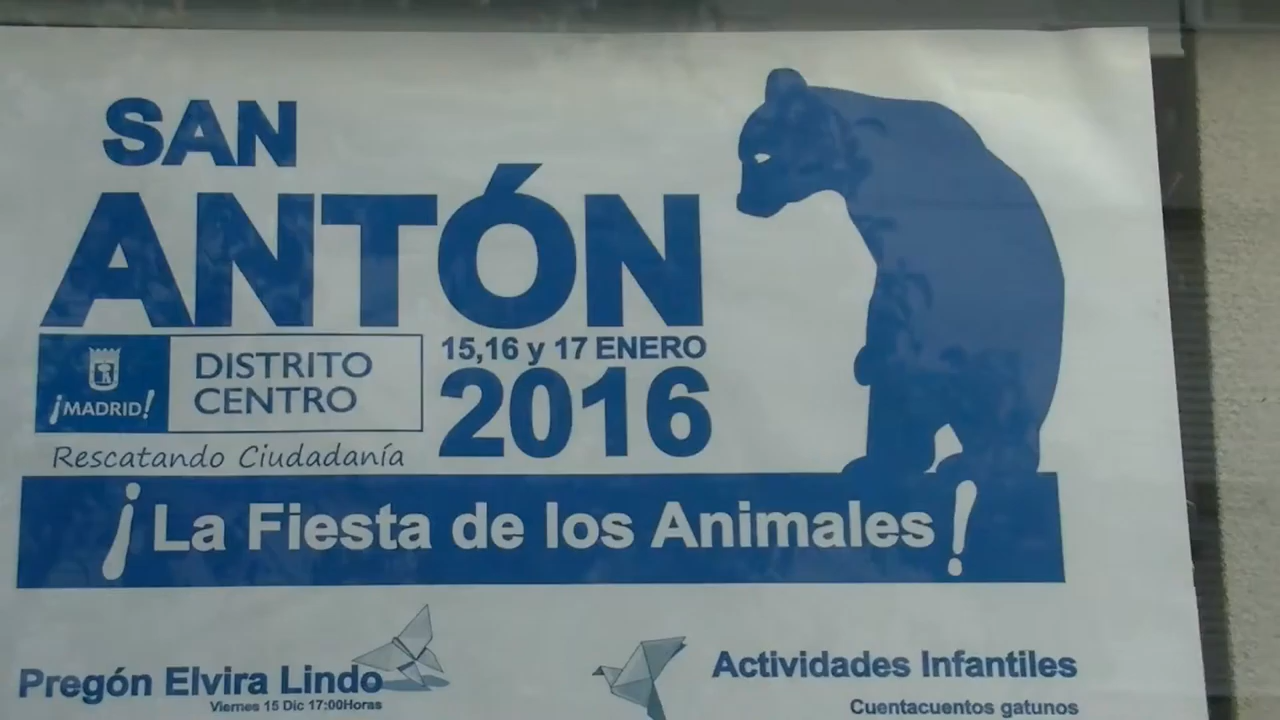 SAN
ANTÓN
15,16 y 17 ENERO
2016
¡MADRID!
DISTRITO
CENTRO
Rescatando Ciudadanía
¡La Fiesta de los Animales!
Pregón Elvira Lindo
Viernes 15 Dic 17:00Horas
Actividades Infantiles
Cuentacuentos gatunos